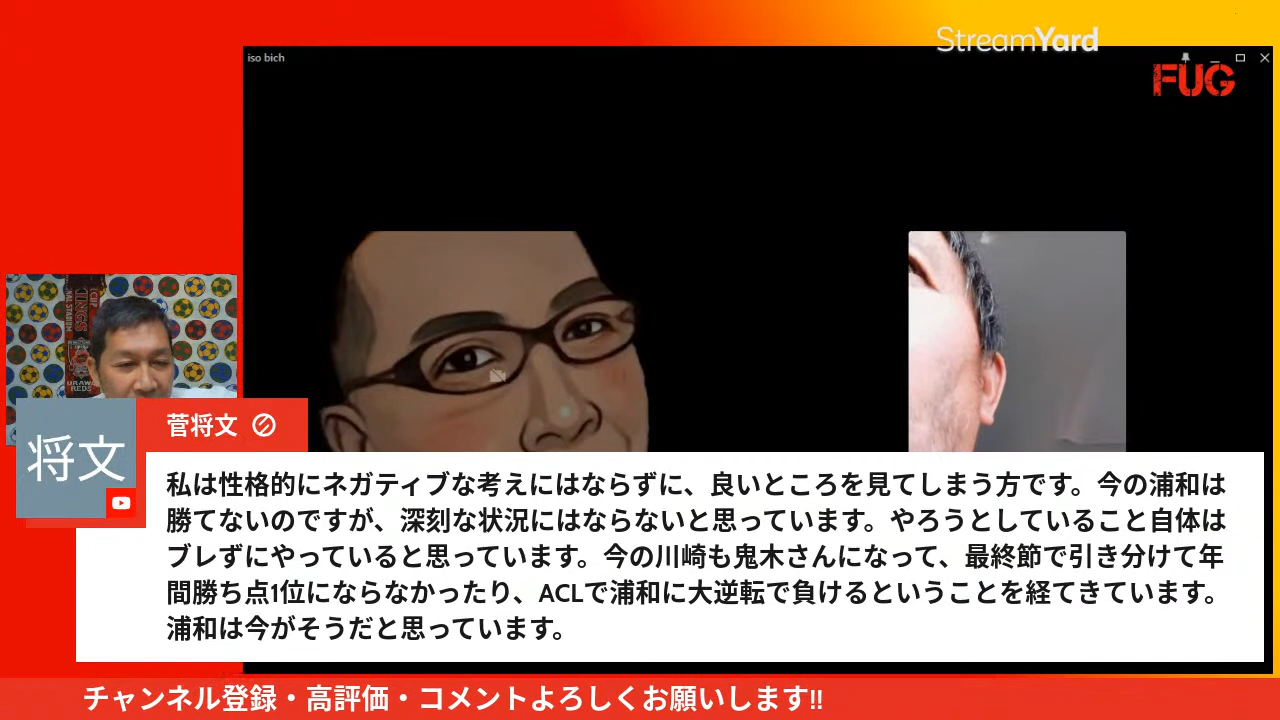 StreamYard
iso bich
FUG
URAWA
REDS
菅将文
将文
私は性格的にネガティブな考えにはならずに、良いところを見てしまう方です。今の浦和は
勝てないのですが、深刻な状況にはならないと思っています。やろうとしていること自体は
ブレずにやっていると思っています。今の川崎も鬼木さんになって、最終節で引き分けて年
間勝ち点1位にならなかったり、ACLで浦和に大逆転で負けるということを経てきています。
浦和は今がそうだと思っています。
チャンネル登録・高評価・コメントよろしくお願いします!!